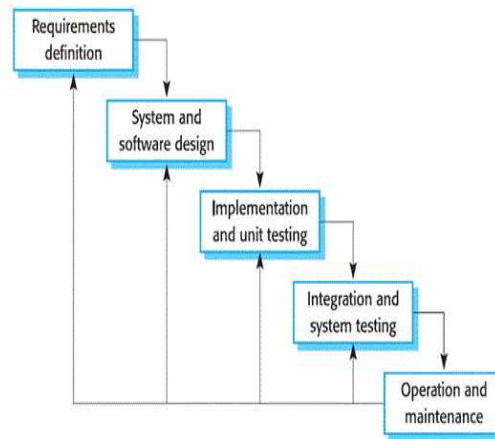 Requirements
definition
System and
software design
Implementation
and unit testing
Integration and
system testing
Operation and
maintenance